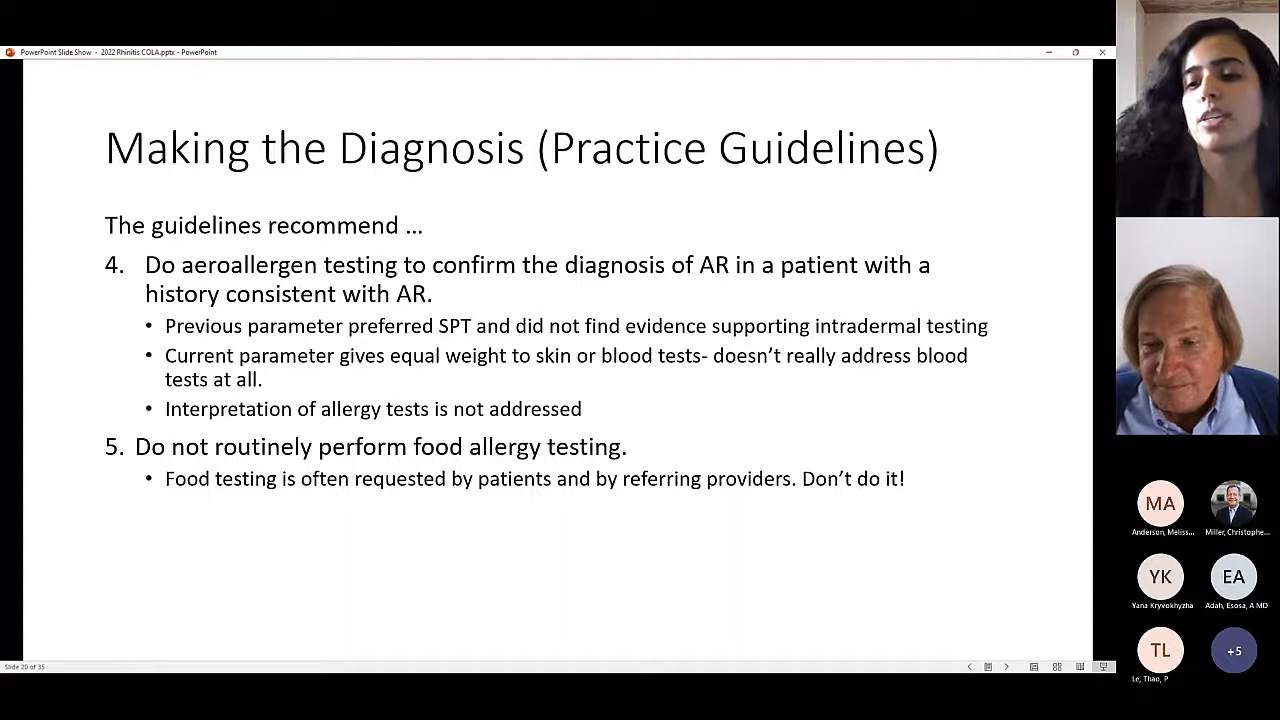 PowerPoint Slide Show - 2022 Rhinitis COLA.pptx - PowerPoint
Making the Diagnosis (Practice Guidelines)
The guidelines recommend ...
4. Do aeroallergen testing to confirm the diagnosis of AR in a patient with a
history consistent with AR.
• Previous parameter preferred SPT and did not find evidence supporting intradermal testing
• Current parameter gives equal weight to skin or blood tests- doesn't really address blood
tests at all.
• Interpretation of allergy tests is not addressed
5. Do not routinely perform food allergy testing.
• Food testing is often requested by patients and by referring providers. Don't do it!
Slide 20 of 35
MA
Anderson, Meliss...
Miller, Christophe...
YK
Yana Kryvokhyzha
EA
Adah, Esosa, A MD
TL
Le, Thao, P
+5